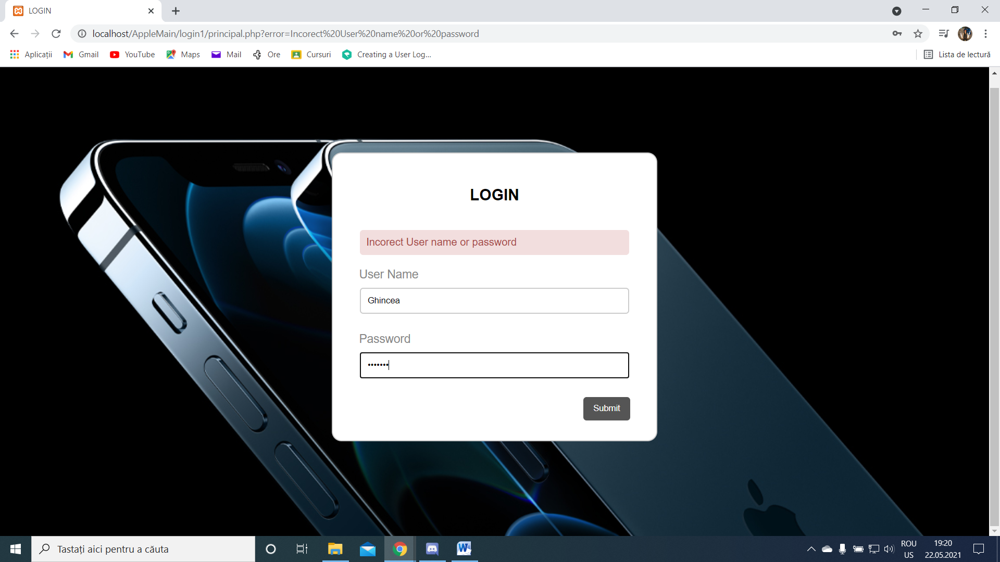 LOGIN
localhost/AppleMain/login1/principal.php?error=Incorect%20User%20name%20or%20password
Aplicații Gmail YouTube Maps Mail Ore Cursuri Creating a User Log... Lista de lectură
LOGIN
Incorect User name or password
User Name
Ghincea
Password
•••••••
Submit
Tastați aici pentru a căuta
ROU
US
19:20
22.05.2021